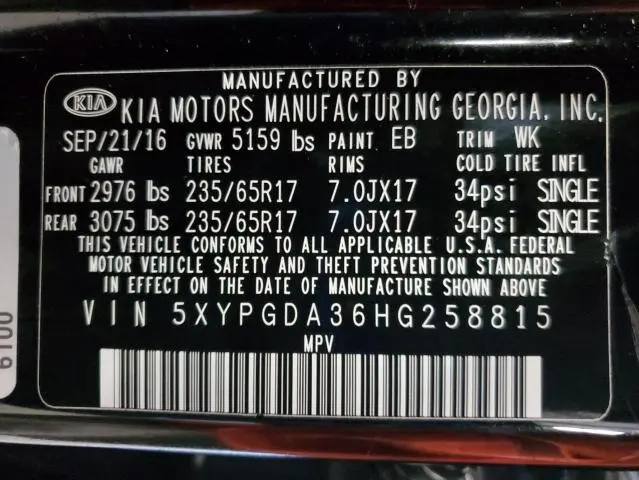 MANUFACTURED BY
KIA KIA MOTORS MANUFACTURING GEORGIA, INC.
SEP/21/16 GVWR 5159 lbs PAINT EB TRIM WK
GAWR TIRES RIMS COLD TIRE INFL
FRONT 2976 lbs 235/65R17 7.0JX17 34psi SINGLE
REAR 3075 lbs 235/65R17 7.0JX17 34psi SINGLE
THIS VEHICLE CONFORMS TO ALL APPLICABLE U.S.A. FEDERAL
MOTOR VEHICLE SAFETY AND THEFT PREVENTION STANDARDS
IN EFFECT ON THE DATE OF MANUFACTURE SHOWN ABOVE
VIN 5XYPGDA36HG258815
MPV
6100